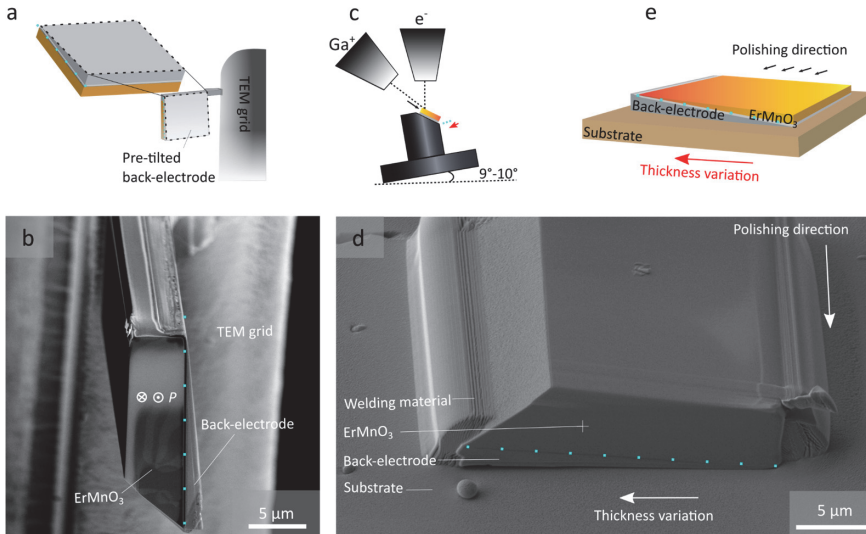 a
TEM grid
Pre-tilted
back-electrode
c
Ga⁺
e⁻
9°-10°
e
Polishing direction
Back-electrode
ErMnO₃
Substrate
Thickness variation
b
TEM grid
P
Back-electrode
ErMnO₃
5 µm
d
Polishing direction
Welding material
ErMnO₃
Back-electrode
Substrate
Thickness variation
5 µm